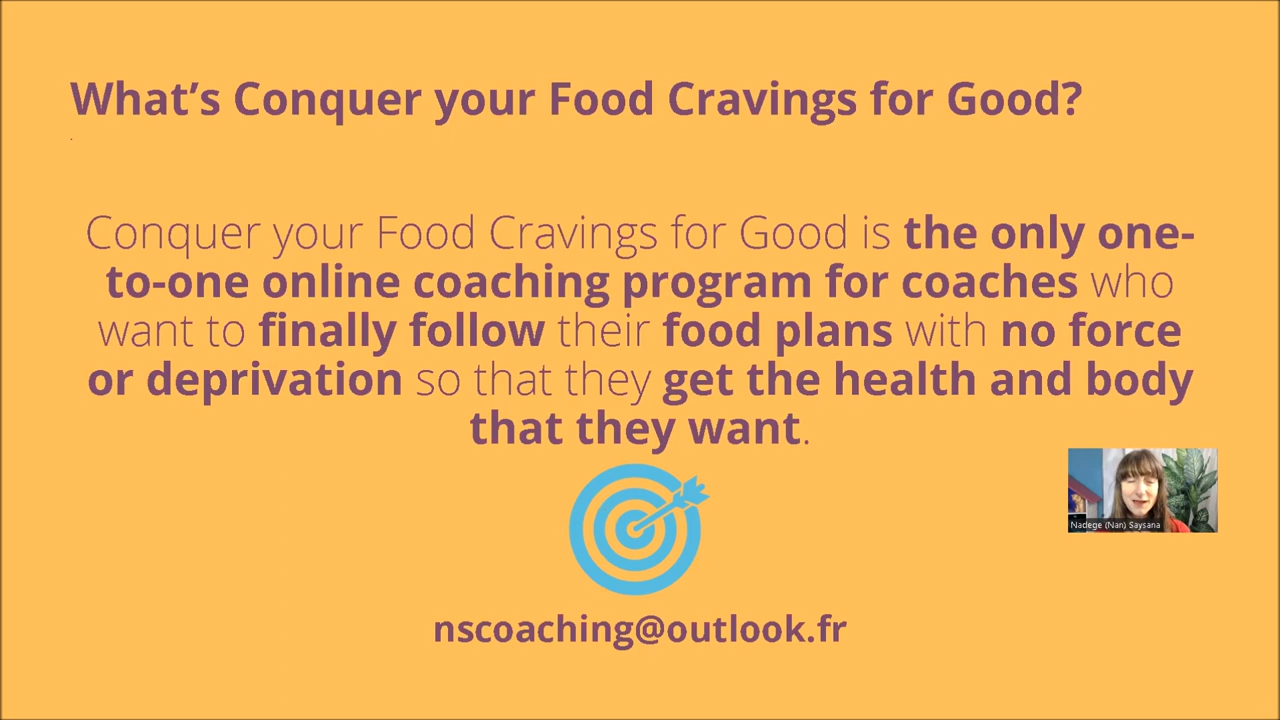 What’s Conquer your Food Cravings for Good?
.
Conquer your Food Cravings for Good is the only one-
to-one online coaching program for coaches who
want to finally follow their food plans with no force
or deprivation so that they get the health and body
that they want.
Nadege (Nan) Saysana
nscoaching@outlook.fr